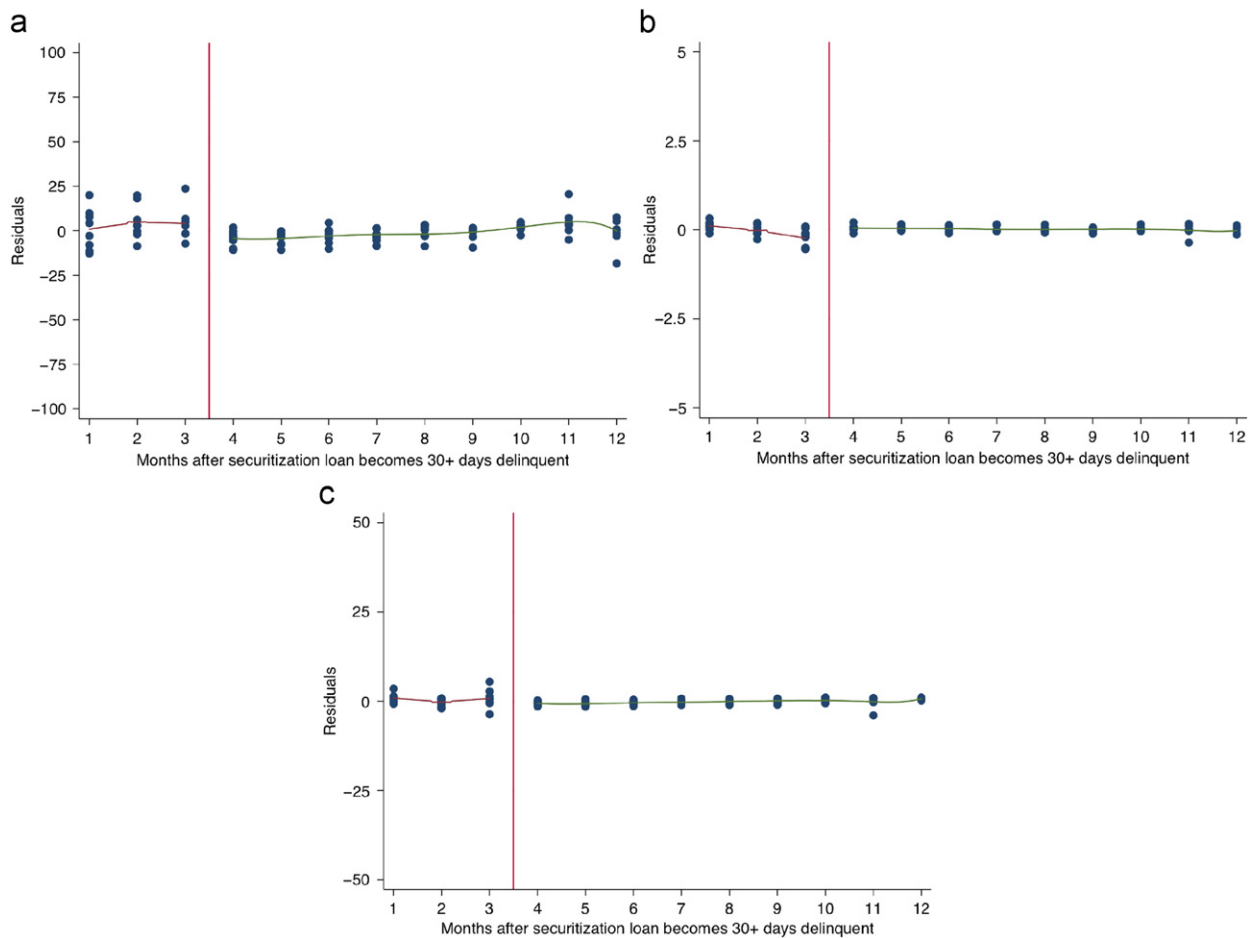 a
100
75
50
25
0
−25
−50
−75
−100
Residuals
1 2 3 4 5 6 7 8 9 10 11 12
Months after securitization loan becomes 30+ days delinquent
b
5
2.5
0
−2.5
−5
Residuals
1 2 3 4 5 6 7 8 9 10 11 12
Months after securitization loan becomes 30+ days delinquent
c
50
25
0
−25
−50
Residuals
1 2 3 4 5 6 7 8 9 10 11 12
Months after securitization loan becomes 30+ days delinquent